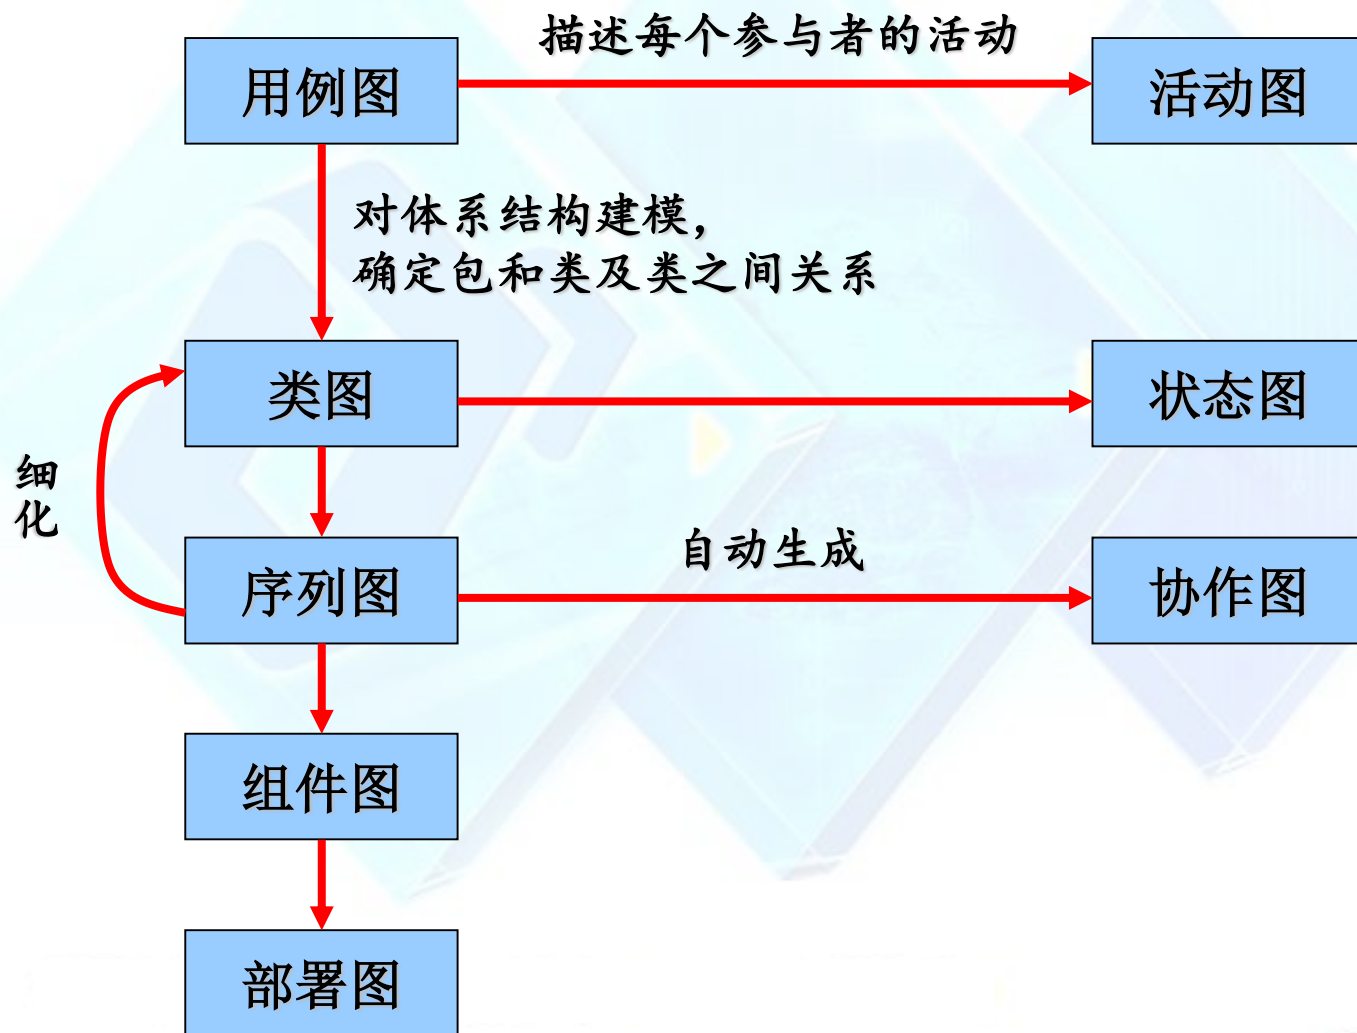 描述每个参与者的活动
用例图
活动图
对体系结构建模，
确定包和类及类之间关系
类图
状态图
细
化
自动生成
序列图
协作图
组件图
部署图